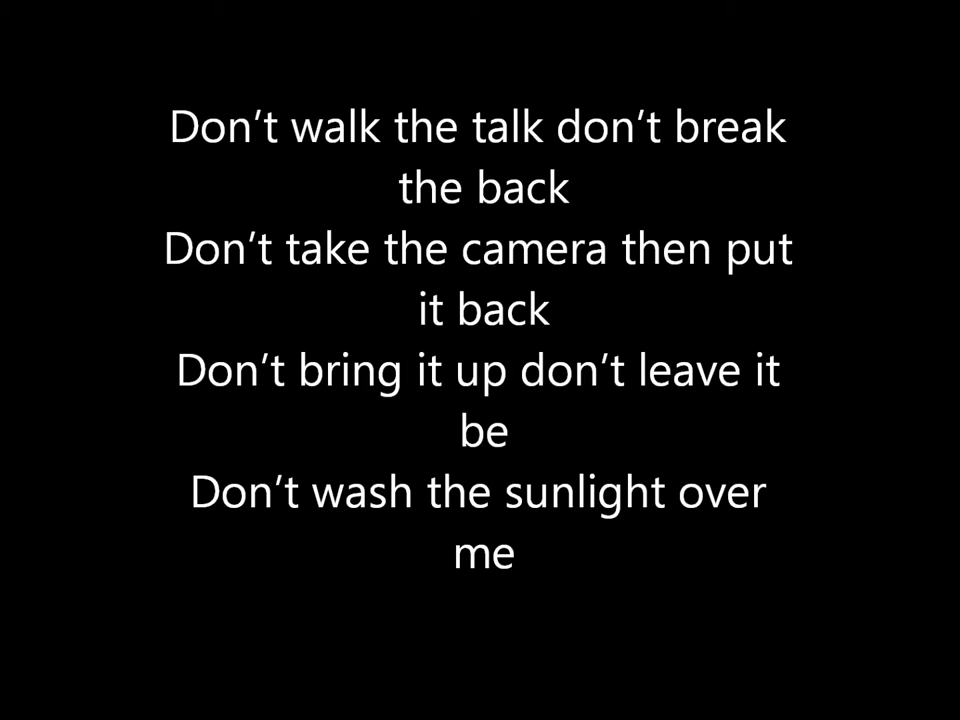 Don't walk the talk don't break
the back
Don't take the camera then put
it back
Don't bring it up don't leave it
be
Don't wash the sunlight over
me